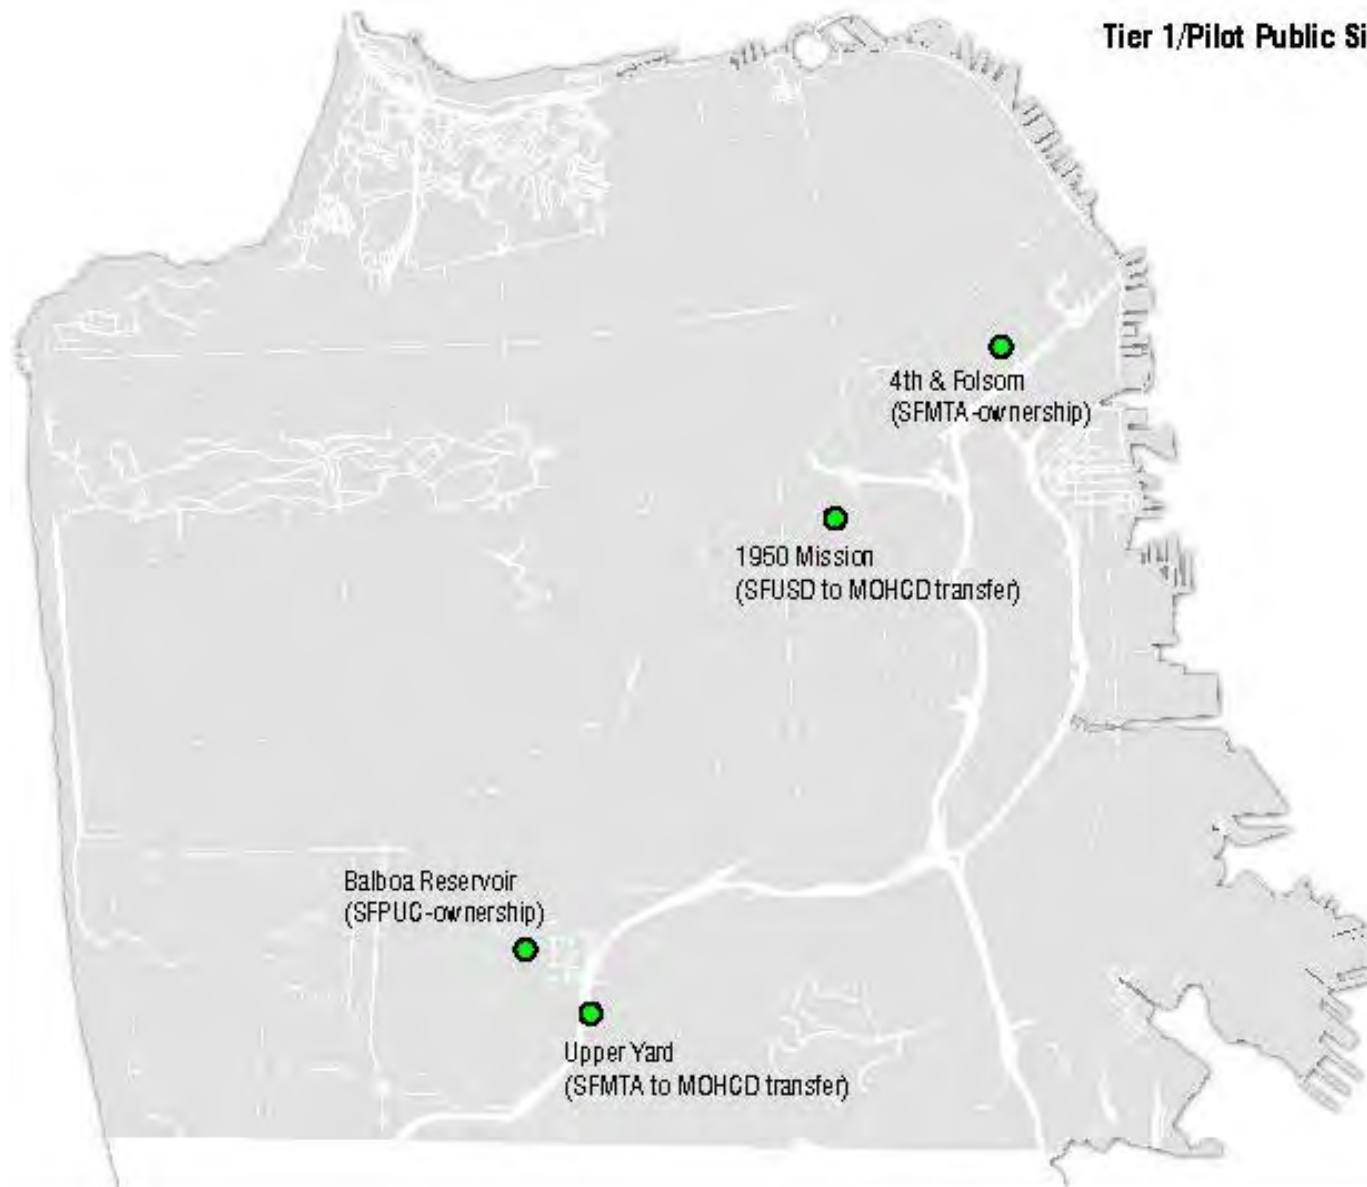 Tier 1/Pilot Public Si
4th & Folsom
(SFMTA-ownership)
1950 Mission
(SFUSD to MOHCD transfer)
Balboa Reservoir
(SFPUC-ownership)
Upper Yard
(SFMTA to MOHCD transfer)